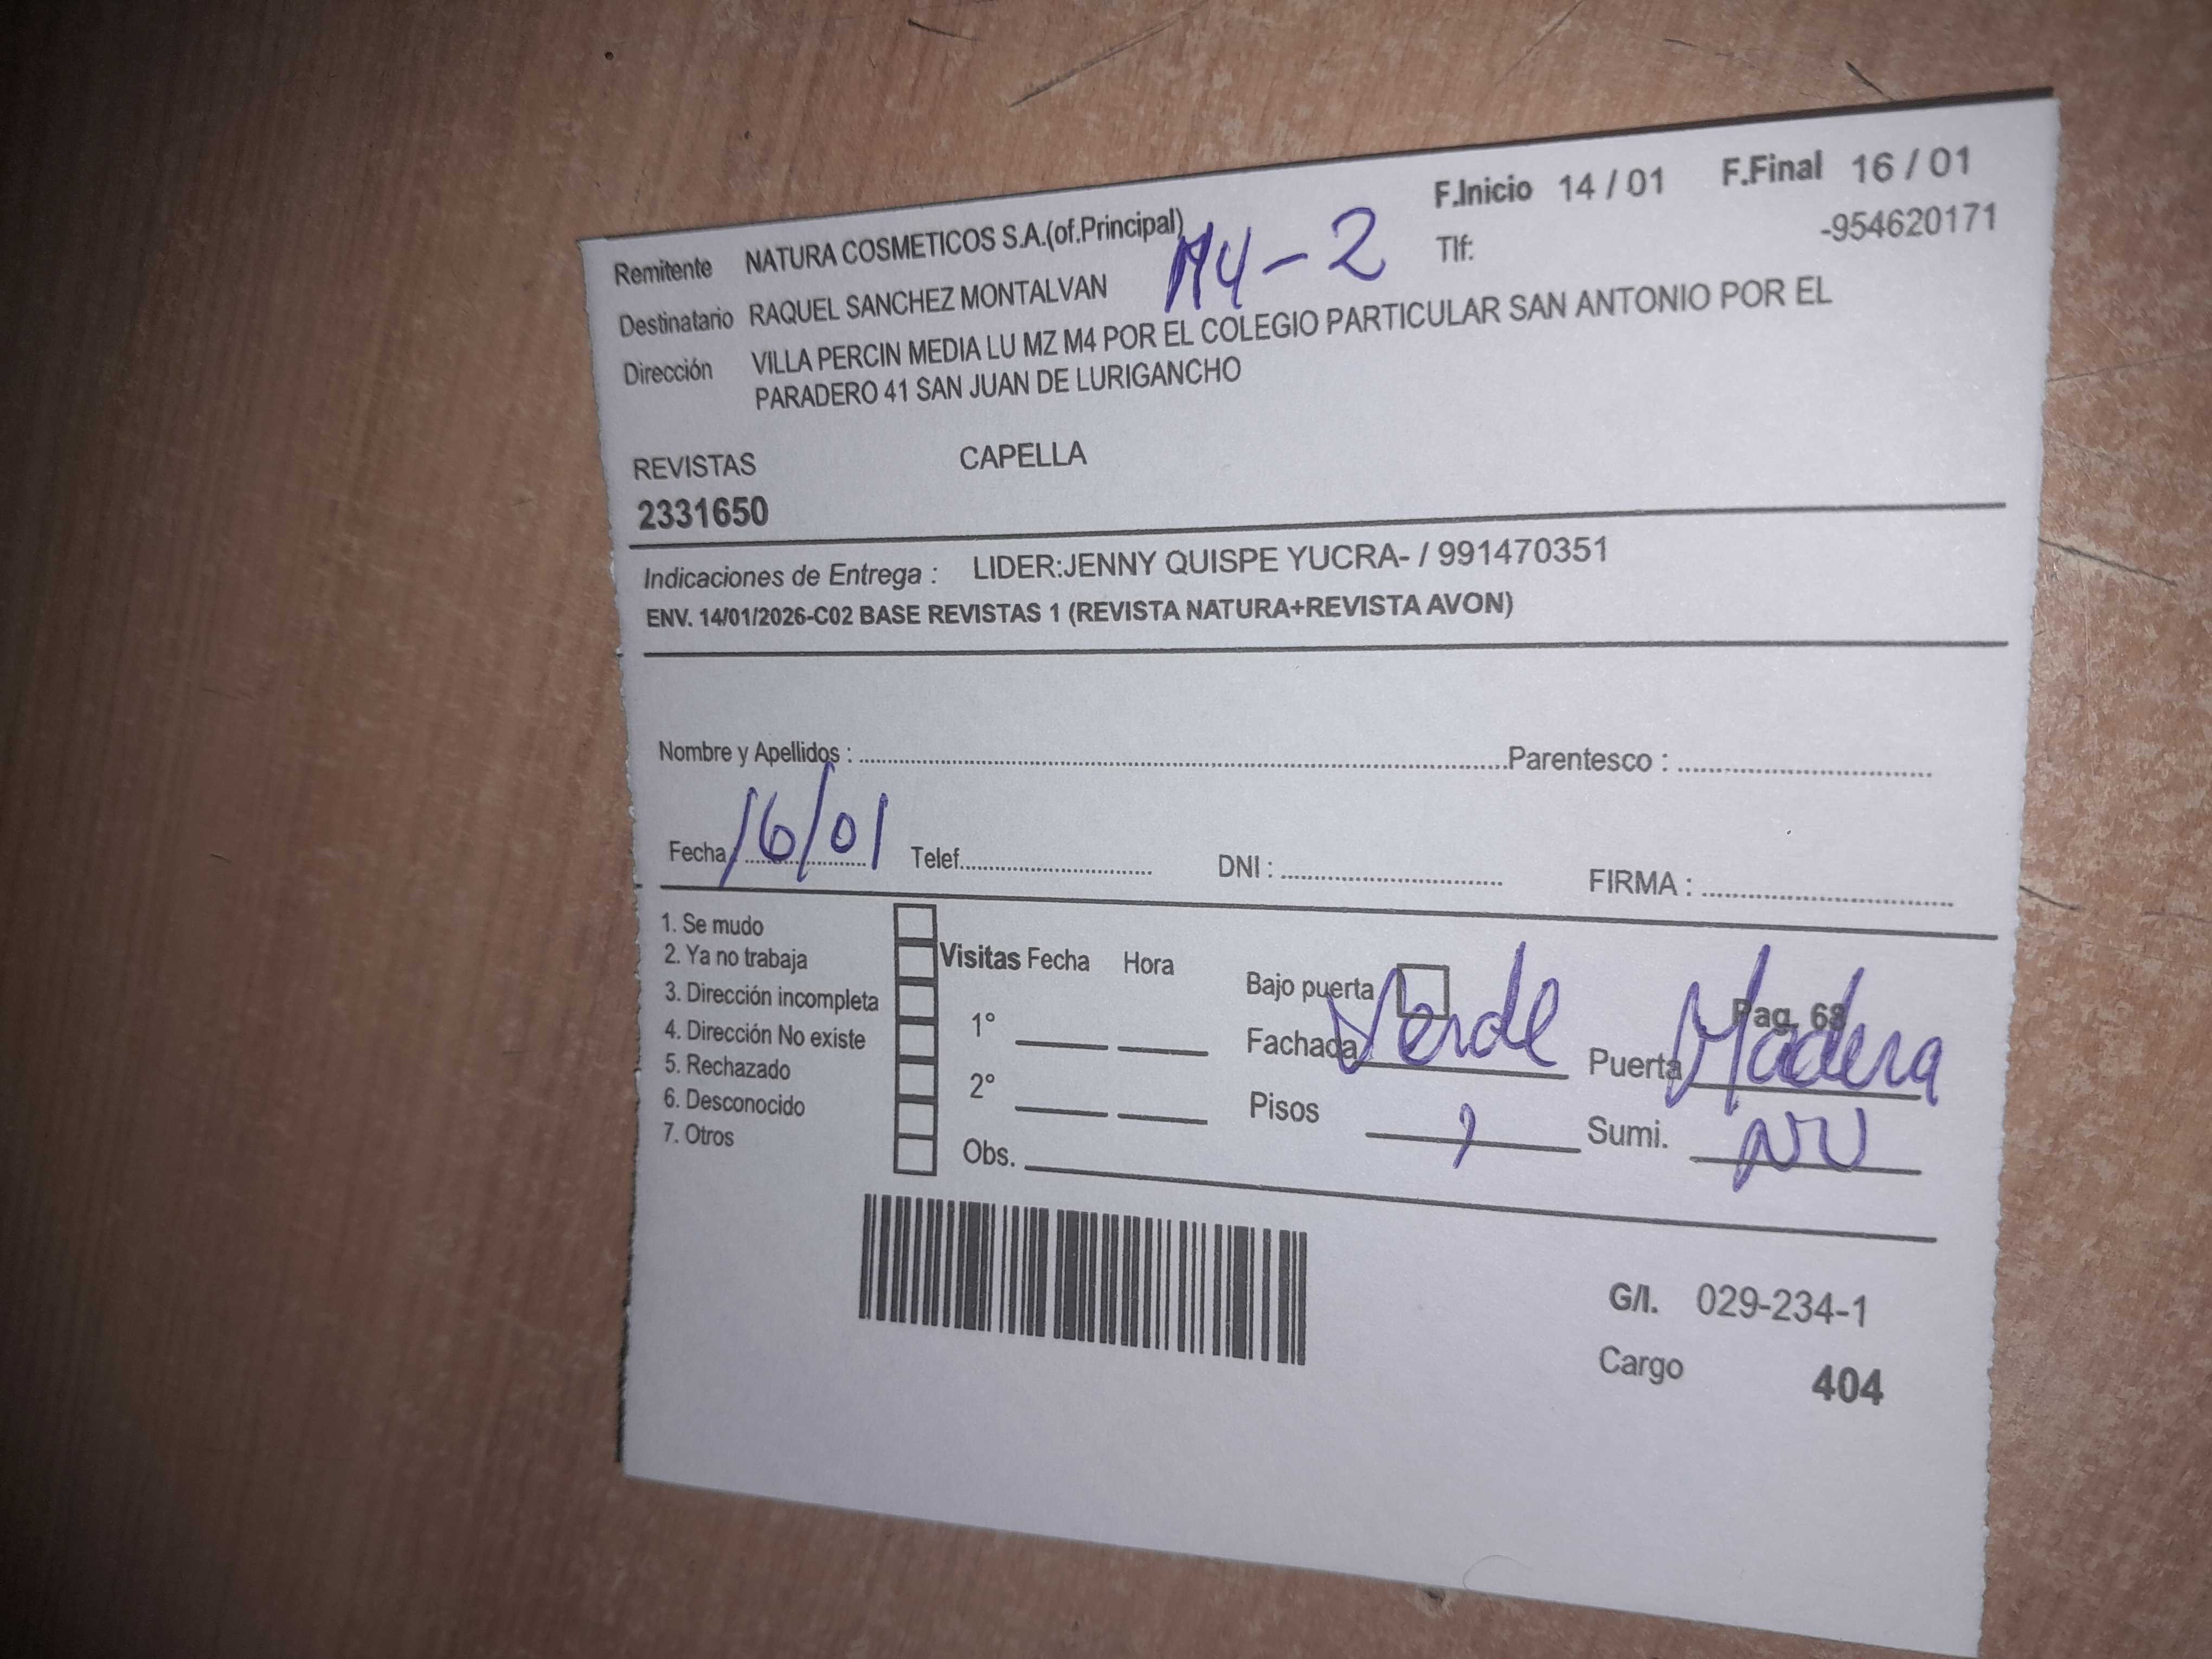 F.Inicio 14 / 01 F.Final 16 / 01
Remitente NATURA COSMETICOS S.A.(of.Principal) M4-2 Tlf: -954620171
Destinatario RAQUEL SANCHEZ MONTALVAN
Dirección VILLA PERCIN MEDIA LU MZ M4 POR EL COLEGIO PARTICULAR SAN ANTONIO POR EL
PARADERO 41 SAN JUAN DE LURIGANCHO
REVISTAS CAPELLA
2331650
Indicaciones de Entrega : LIDER:JENNY QUISPE YUCRA- / 991470351
ENV. 14/01/2026-C02 BASE REVISTAS 1 (REVISTA NATURA+REVISTA AVON)
Nombre y Apellidos : Parentesco :
Fecha 16/01 Telef. DNI : FIRMA :
1. Se mudo
2. Ya no trabaja
3. Dirección incompleta
4. Dirección No existe
5. Rechazado
6. Desconocido
7. Otros
Visitas Fecha Hora
1°
2°
Obs.
Bajo puerta Pag. 68
Fachada Verde Puerta Madera
Pisos 1 Sumi.
G/I. 029-234-1
Cargo 404